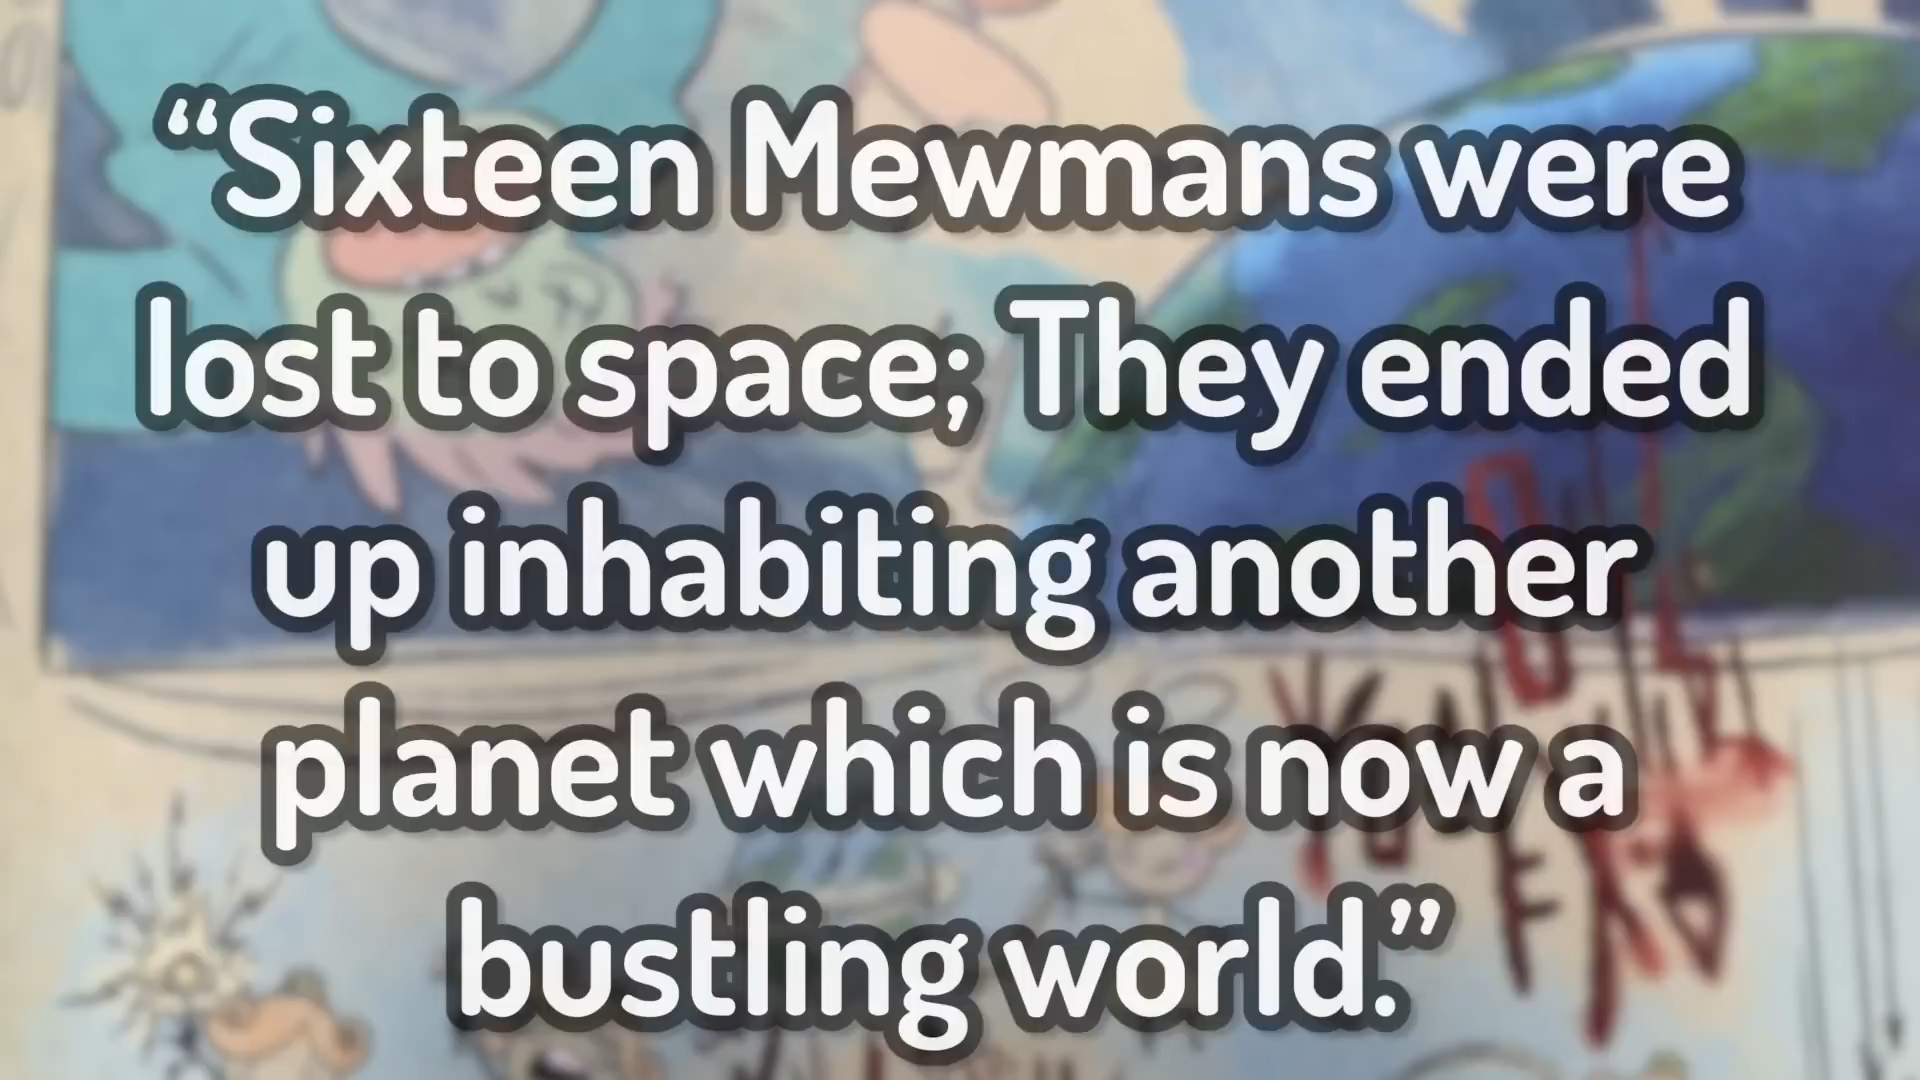 “Sixteen Mewmans were
lost to space; They ended
up inhabiting another
planet which is now a
bustling world.”